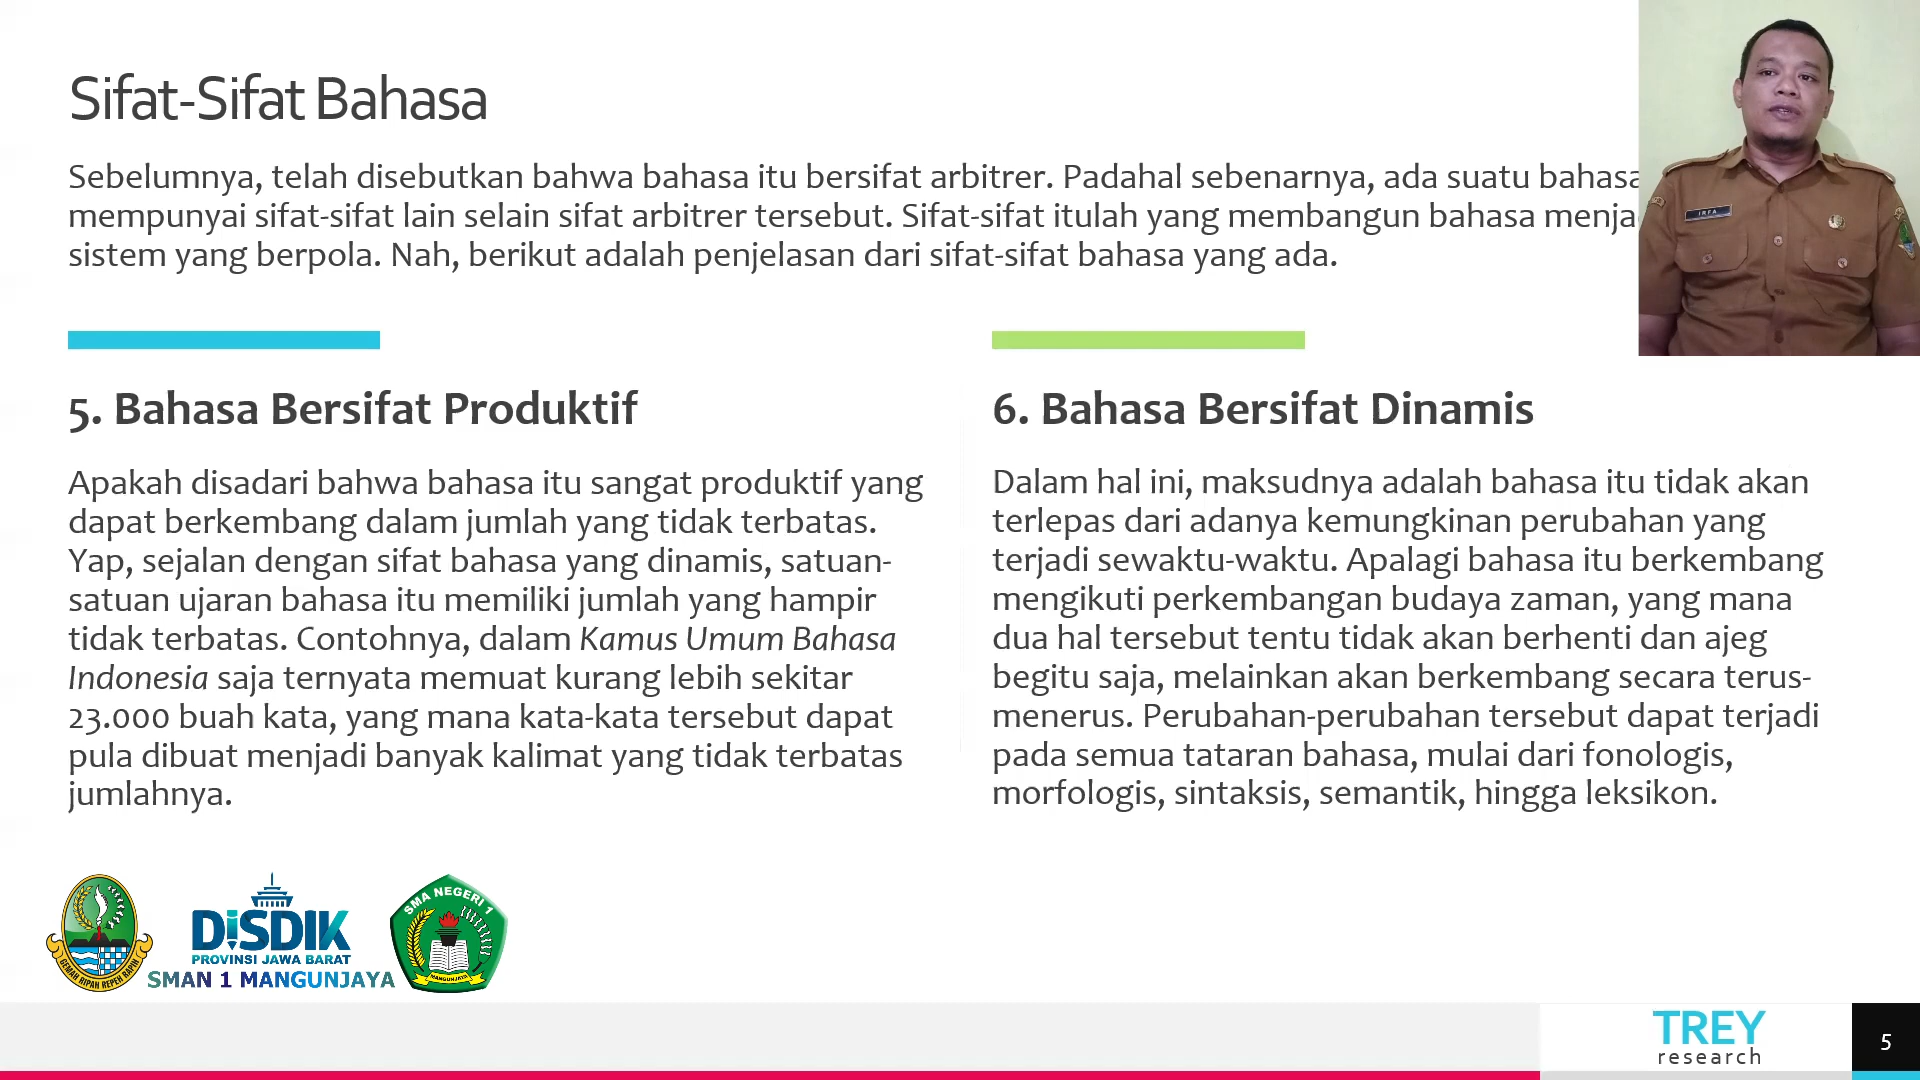 Sifat-Sifat Bahasa
Sebelumnya, telah disebutkan bahwa bahasa itu bersifat arbitrer. Padahal sebenarnya, ada suatu bahasa
mempunyai sifat-sifat lain selain sifat arbitrer tersebut. Sifat-sifat itulah yang membangun bahasa
sistem yang berpola. Nah, berikut adalah penjelasan dari sifat-sifat bahasa yang ada.
IRFA
5. Bahasa Bersifat Produktif
Apakah disadari bahwa bahasa itu sangat produktif yang
dapat berkembang dalam jumlah yang tidak terbatas.
Yap, sejalan dengan sifat bahasa yang dinamis, satuan-
satuan ujaran bahasa itu memiliki jumlah yang hampir
tidak terbatas. Contohnya, dalam Kamus Umum Bahasa
Indonesia saja ternyata memuat kurang lebih sekitar
23.000 buah kata, yang mana kata-kata tersebut dapat
pula dibuat menjadi banyak kalimat yang tidak terbatas
jumlahnya.
6. Bahasa Bersifat Dinamis
Dalam hal ini, maksudnya adalah bahasa itu tidak akan
terlepas dari adanya kemungkinan perubahan yang
terjadi sewaktu-waktu. Apalagi bahasa itu berkembang
mengikuti perkembangan budaya zaman, yang mana
dua hal tersebut tentu tidak akan berhenti dan ajeg
begitu saja, melainkan akan berkembang secara terus-
menerus. Perubahan-perubahan tersebut dapat terjadi
pada semua tataran bahasa, mulai dari fonologis,
morfologis, sintaksis, semantik, hingga leksikon.
GEMAH RIPAH REPEH RAPIH
DISDIK
PROVINSI JAWA BARAT
SMAN 1 MANGUNJAYA
SMA NEGERI 1
MANGUNJAYA
TREY
research
5